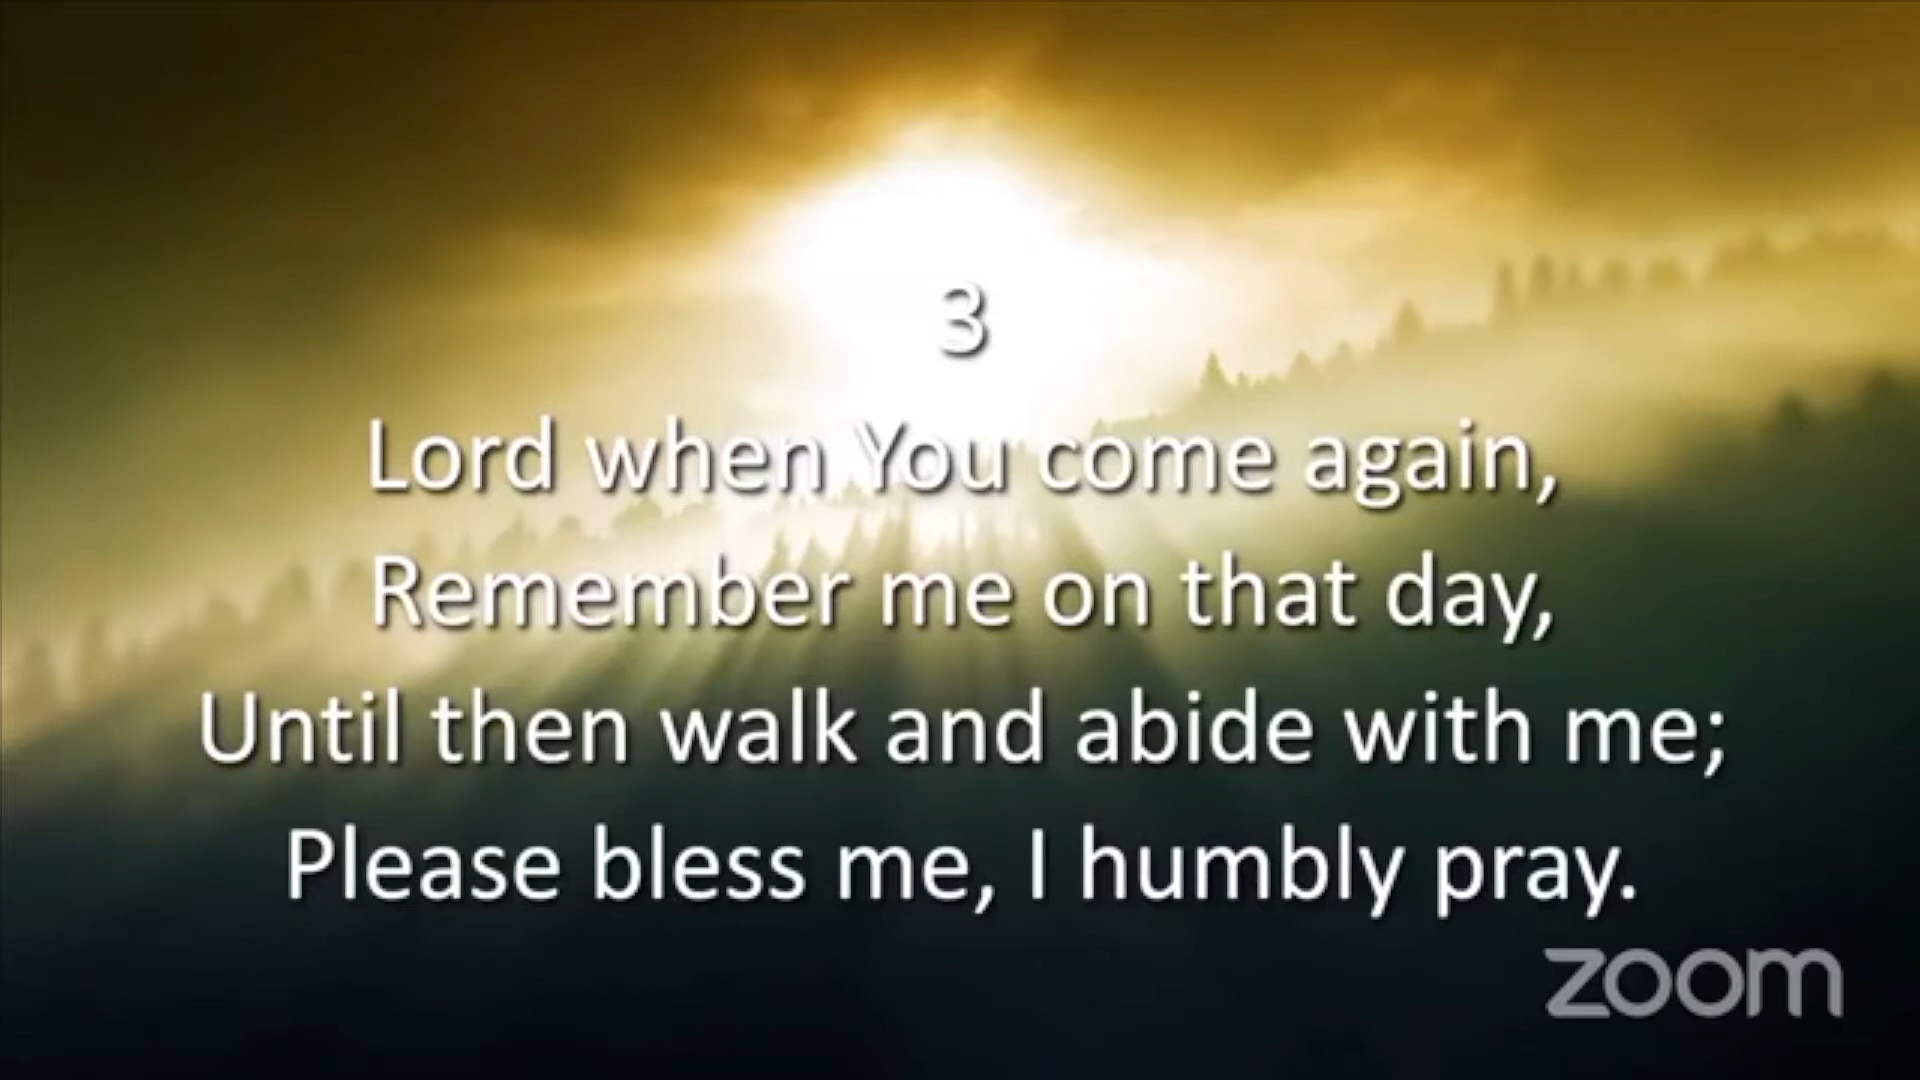 3
Lord when You come again,
Remember me on that day,
Until then walk and abide with me;
Please bless me, I humbly pray.
zoom